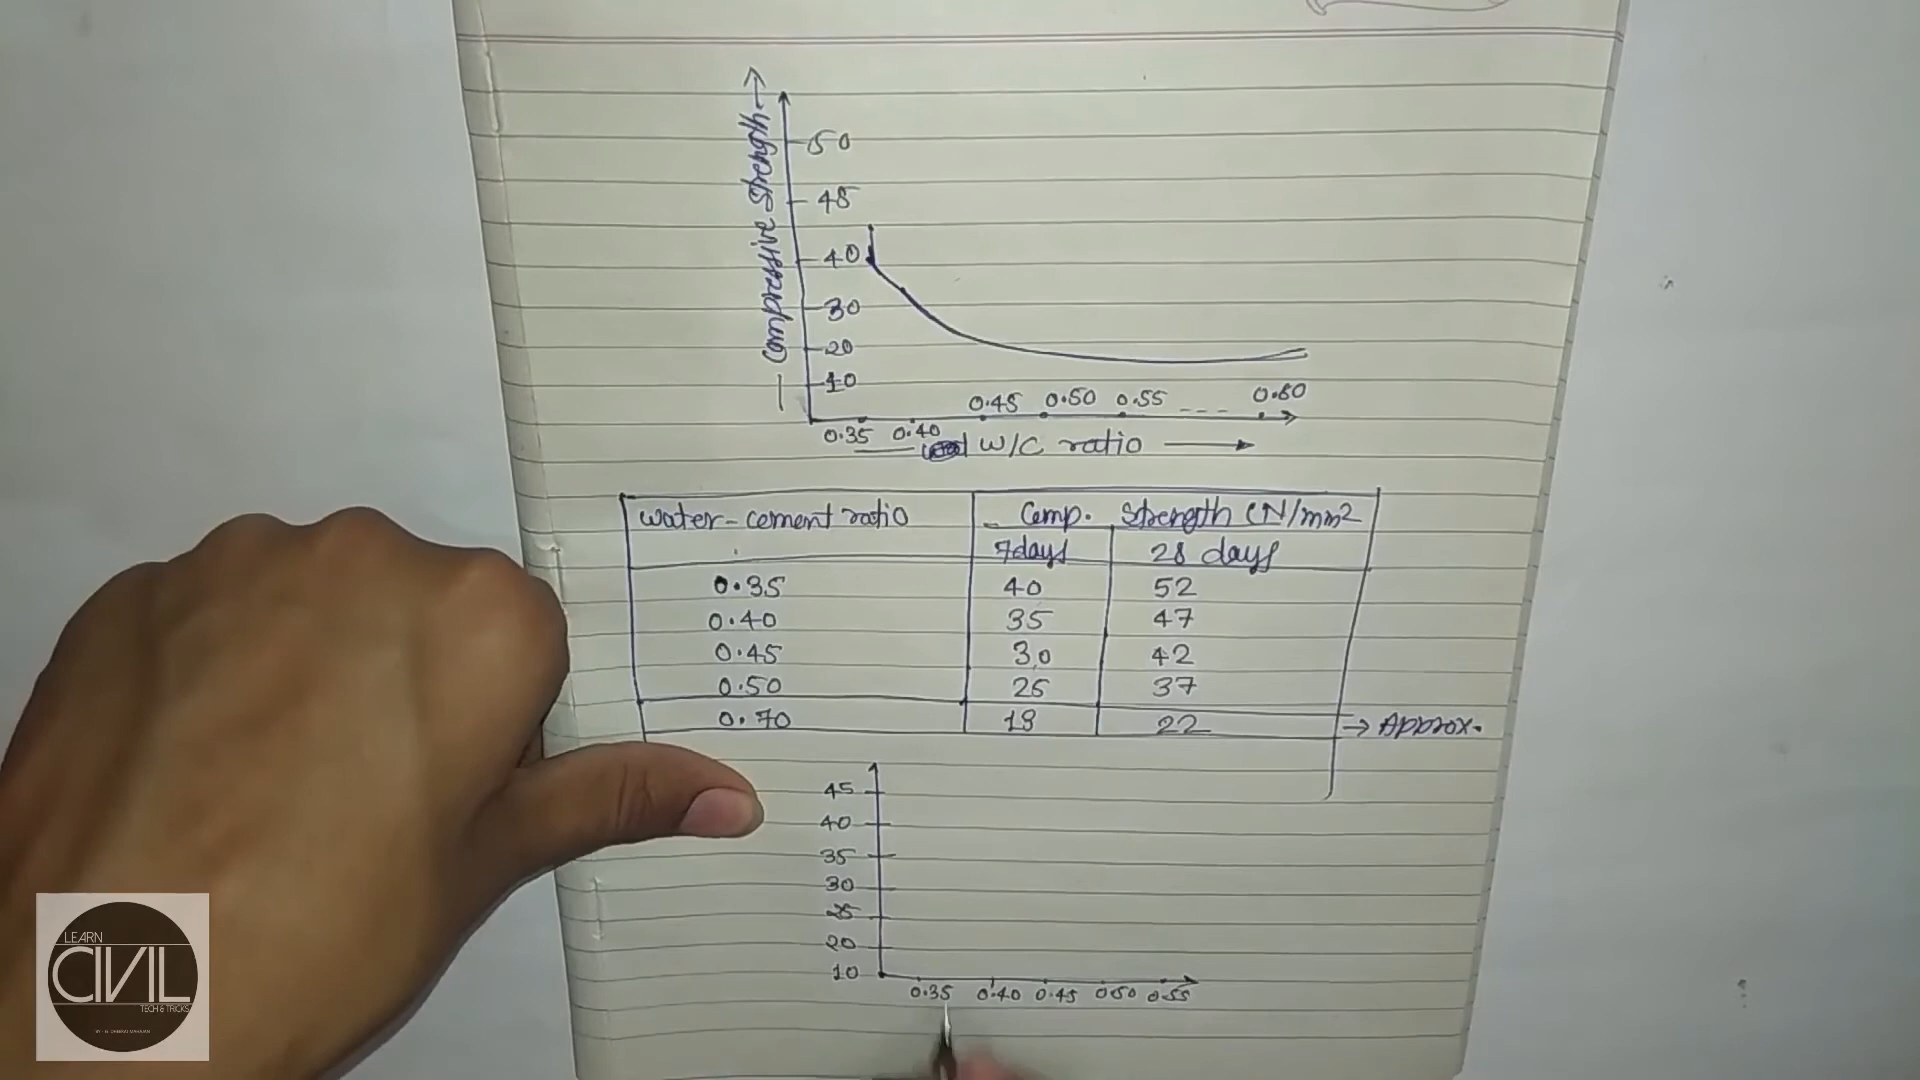 Compressive strength →
50
48
40
30
20
10
0.45 0.50 0.55 --- 0.60
0.35 0.40
W/C ratio →
Water-cement ratio Comp. Strength (N/mm2
7days 28 days
0.35 40 52
0.40 35 47
0.45 30 42
0.50 25 37
0.70 18 22 → Approx.
45
40
35
30
25
20
10
0.35 0.40 0.45 0.50 0.55
LEARN
CIVIL
TECH & TRICKS